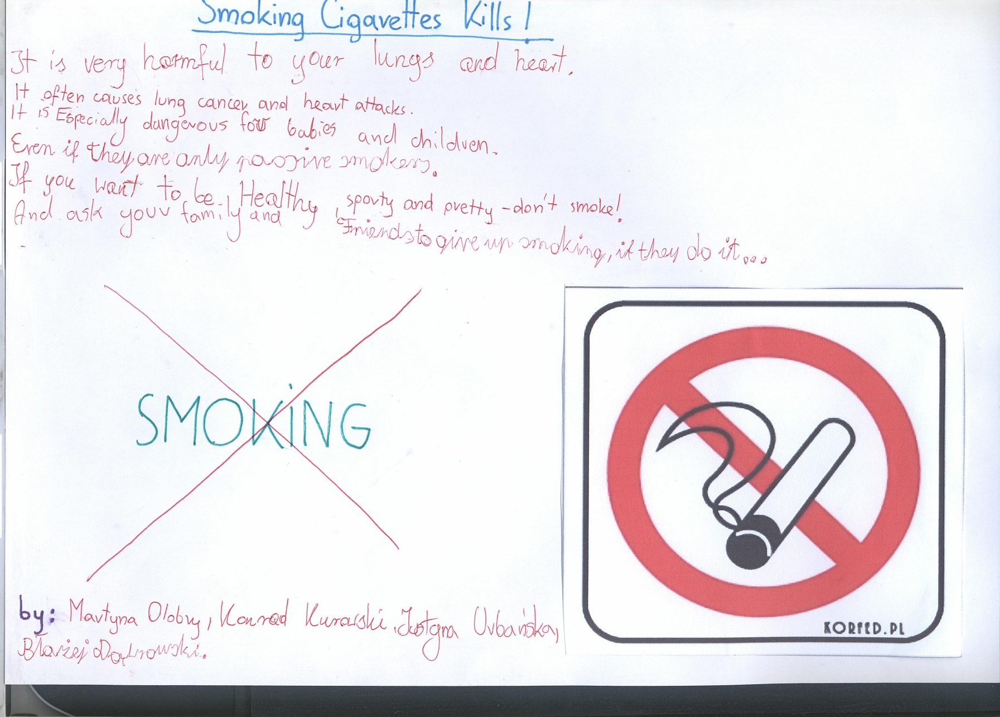 Smoking Cigarettes Kills!
It is very harmful to your lungs and heart.
It often causes lung cancer and heart attacks.
It is Especially dangerous for babies and children.
Even if they are only passive smokers.
If you want to be, Healthy, sporty and pretty - don't smoke!
And ask your family and Friends to give up smoking, if they do it...
SMOKiNG
KORFED.PL
by: Martyna Olobry, Konrad Kurowski, Justyna Urbańska,
Błażej Dąbrowski.